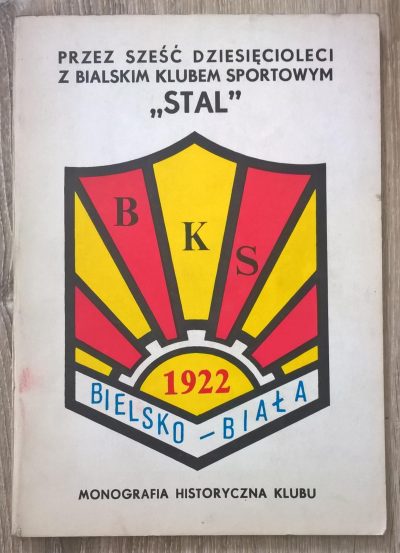 PRZEZ SZEŚĆ DZIESIĘCIOLECI
Z BIALSKIM KLUBEM SPORTOWYM
„STAL”
B
K
S
1922
BIELSKO – BIAŁA
MONOGRAFIA HISTORYCZNA KLUBU